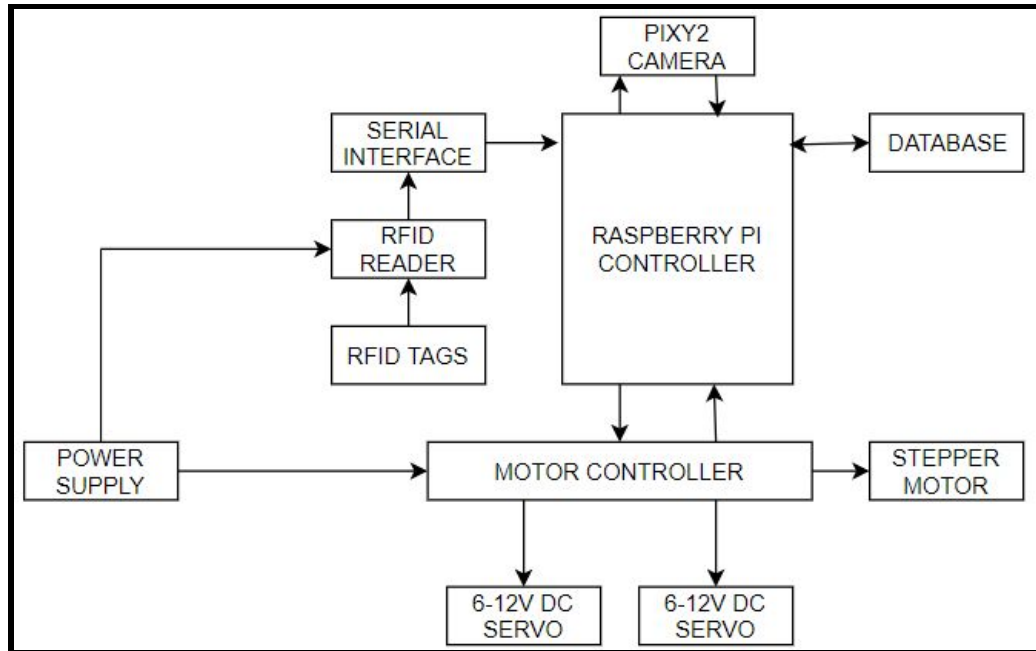 PIXY2
CAMERA
SERIAL
INTERFACE
DATABASE
RFID
READER
RASPBERRY PI
CONTROLLER
RFID TAGS
POWER
SUPPLY
MOTOR CONTROLLER
STEPPER
MOTOR
6-12V DC
SERVO
6-12V DC
SERVO